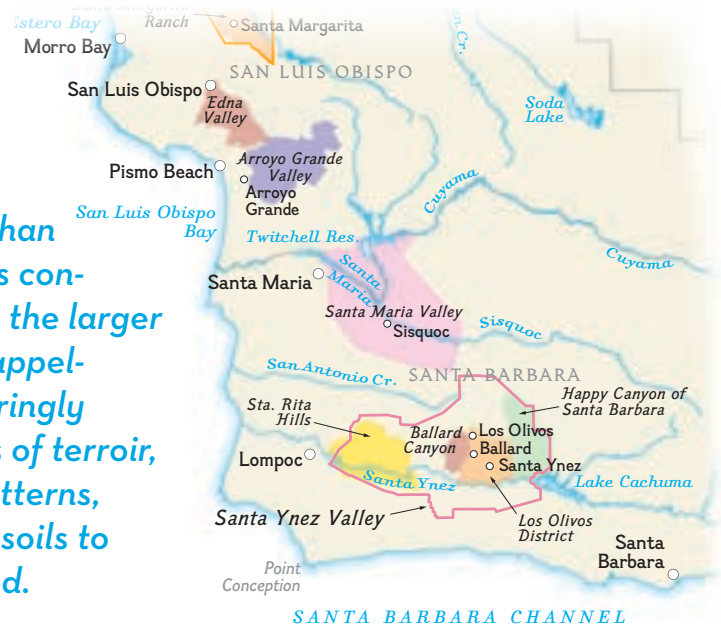 Santa Margarita
Ranch
Santa Margarita
Estero Bay
Morro Bay
SAN LUIS OBISPO
San Luis Obispo
Edna
Valley
Soda
Lake
Arroyo Grande
Valley
Pismo Beach
Arroyo
Grande
San Luis Obispo
Bay
Cuyama
Twitchell Res.
Cuyama
Santa
Maria
Santa Maria
Santa Maria Valley
Sisquoc
Sisquoc
San Antonio Cr.
SANTA BARBARA
Happy Canyon of
Santa Barbara
Sta. Rita
Hills
Ballard
Canyon
Los Olivos
Ballard
Santa Ynez
Lompoc
Santa Ynez
Lake Cachuma
Santa Ynez Valley
Los Olivos
District
Santa
Barbara
Point
Conception
SANTA BARBARA CHANNEL
han
s con-
the larger
appel-
ringly
s of terroir,
tterns,
soils to
d.